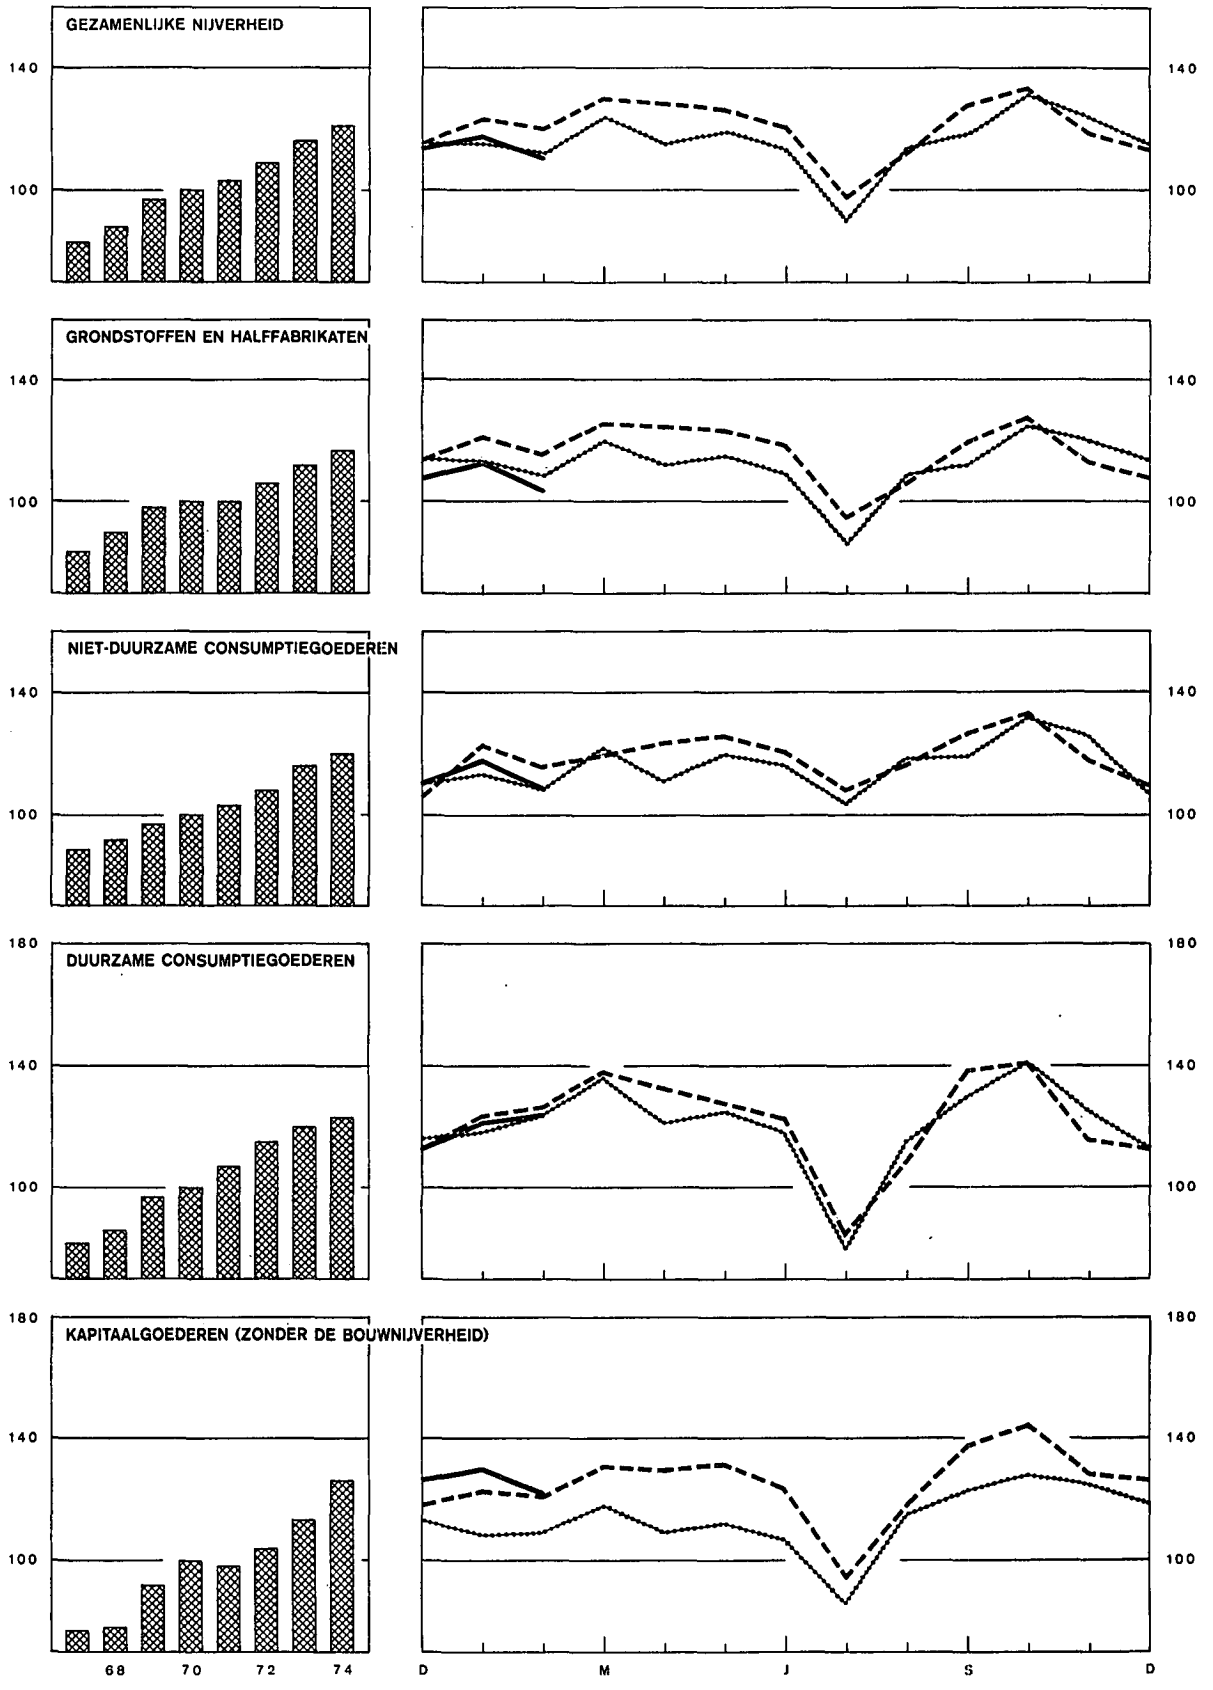 GEZAMENLIJKE NIJVERHEID
140 140
100 100
GRONDSTOFFEN EN HALFFABRIKATEN
140 140
100 100
NIET-DUURZAME CONSUMPTIEGOEDEREN
140 140
100 100
180 180
DUURZAME CONSUMPTIEGOEDEREN
140 140
100 100
180 180
KAPITAALGOEDEREN (ZONDER DE BOUWNIJVERHEID)
140 140
100 100
68 70 72 74 D M J S D